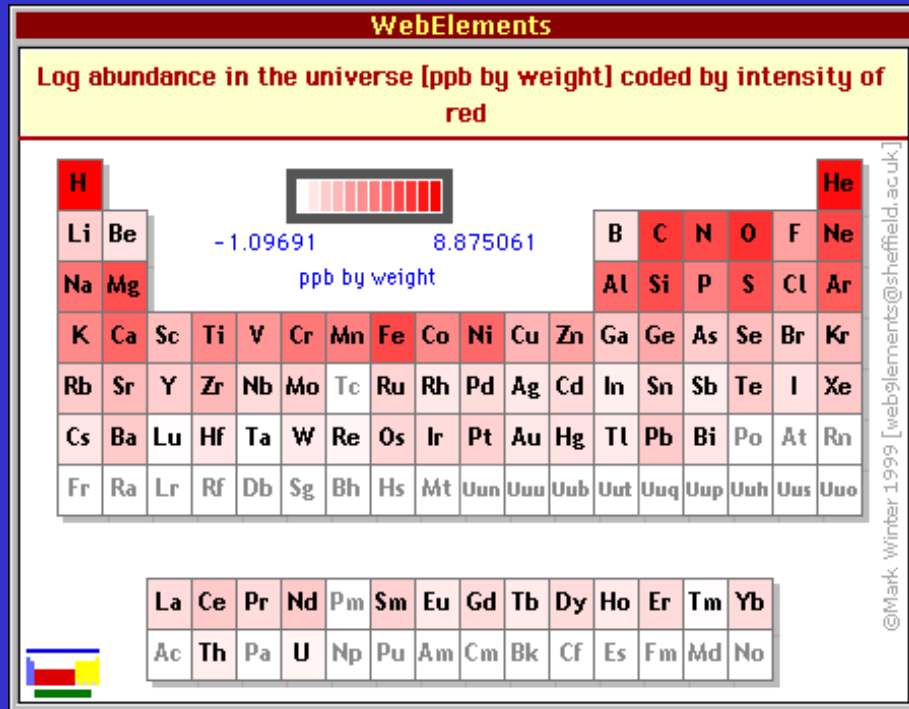 WebElements
Log abundance in the universe [ppb by weight] coded by intensity of
red
H He
Li Be -1.09691 8.875061 B C N O F Ne
Na Mg ppb by weight Al Si P S Cl Ar
K Ca Sc Ti V Cr Mn Fe Co Ni Cu Zn Ga Ge As Se Br Kr
Rb Sr Y Zr Nb Mo Tc Ru Rh Pd Ag Cd In Sn Sb Te I Xe
Cs Ba Lu Hf Ta W Re Os Ir Pt Au Hg Tl Pb Bi Po At Rn
Fr Ra Lr Rf Db Sg Bh Hs Mt Uun Uuu Uub Uut Uuq Uup Uuh Uus Uuo
La Ce Pr Nd Pm Sm Eu Gd Tb Dy Ho Er Tm Yb
Ac Th Pa U Np Pu Am Cm Bk Cf Es Fm Md No
©Mark Winter 1999 [web9lements@sheffield.ac.uk]